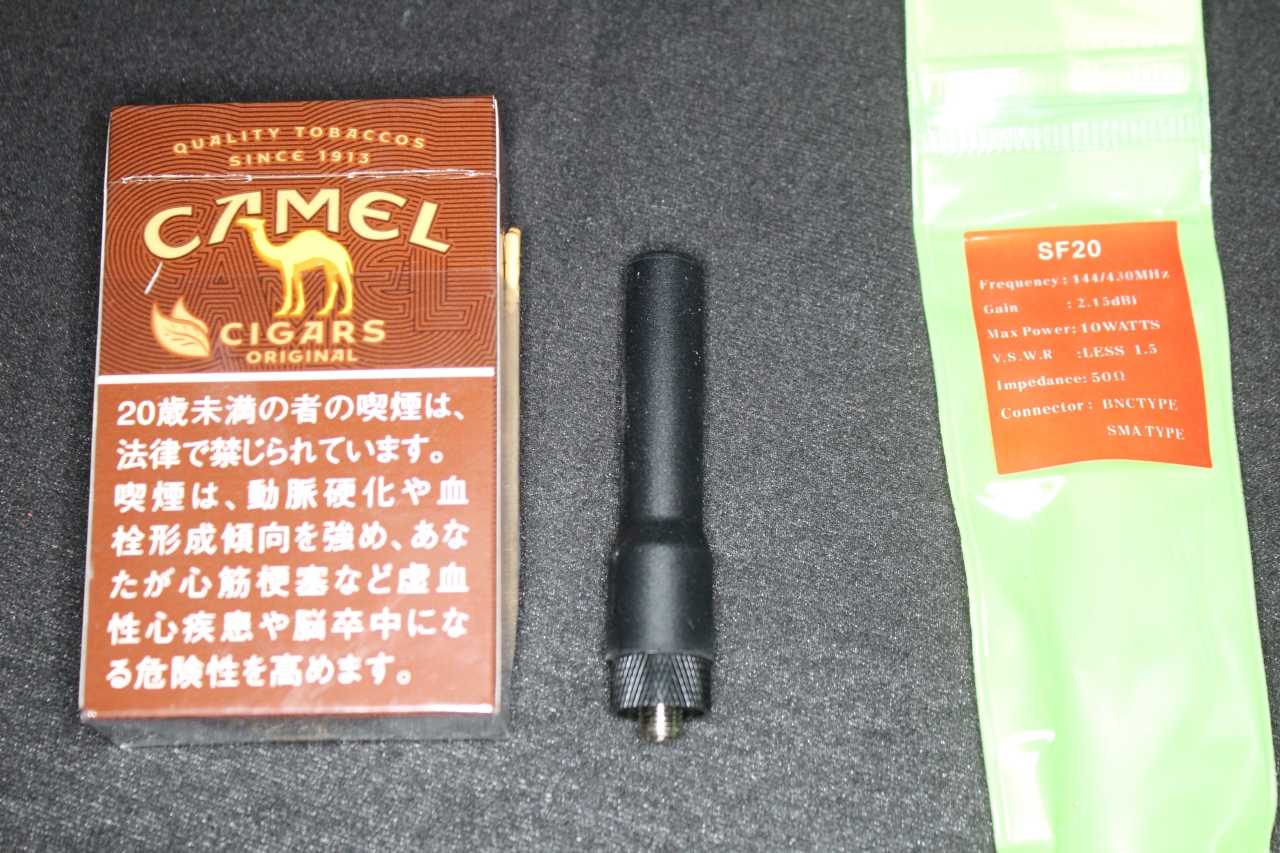 QUALITY TOBACCOS
SINCE 1913
CAMEL
CIGARS
ORIGINAL
20歳未満の者の喫煙は、
法律で禁じられています。
喫煙は、動脈硬化や血
栓形成傾向を強め、あな
たが心筋梗塞など虚血
性心疾患や脳卒中にな
る危険性を高めます。
SF20
Frequency: 144/430MHz
Gain : 2.15dBi
Max Power: 10WATTS
V.S.W.R :LESS 1.5
Impedance: 50Ω
Connector: BNCTYPE
SMA TYPE